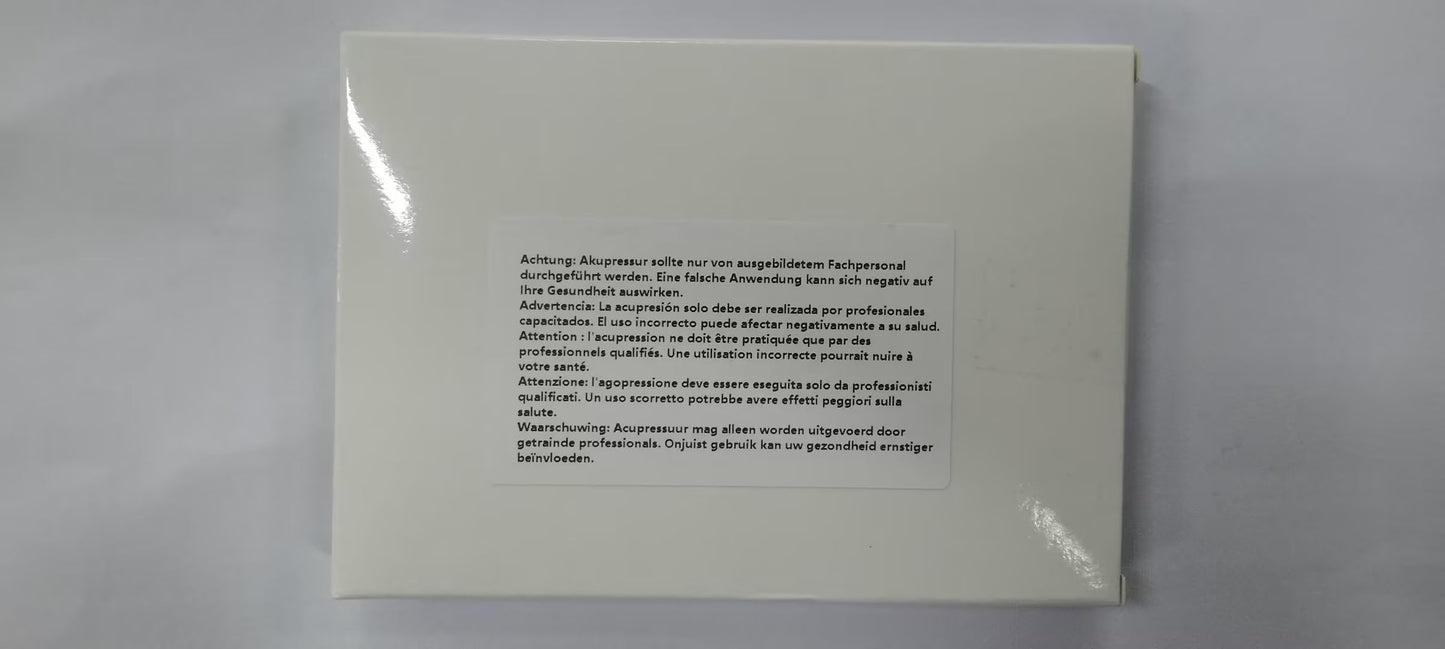 Achtung: Akupressur sollte nur von ausgebildetem Fachpersonal
durchgeführt werden. Eine falsche Anwendung kann sich negativ auf
Ihre Gesundheit auswirken.
Advertencia: La acupresión solo debe ser realizada por profesionales
capacitados. El uso incorrecto puede afectar negativamente a su salud.
Attention : l'acupression ne doit être pratiquée que par des
professionnels qualifiés. Une utilisation incorrecte pourrait nuire à
votre santé.
Attenzione: l'agopressione deve essere eseguita solo da professionisti
qualificati. Un uso scorretto potrebbe avere effetti peggiori sulla
salute.
Waarschuwing: Acupressuur mag alleen worden uitgevoerd door
getrainde professionals. Onjuist gebruik kan uw gezondheid ernstiger
beïnvloeden.